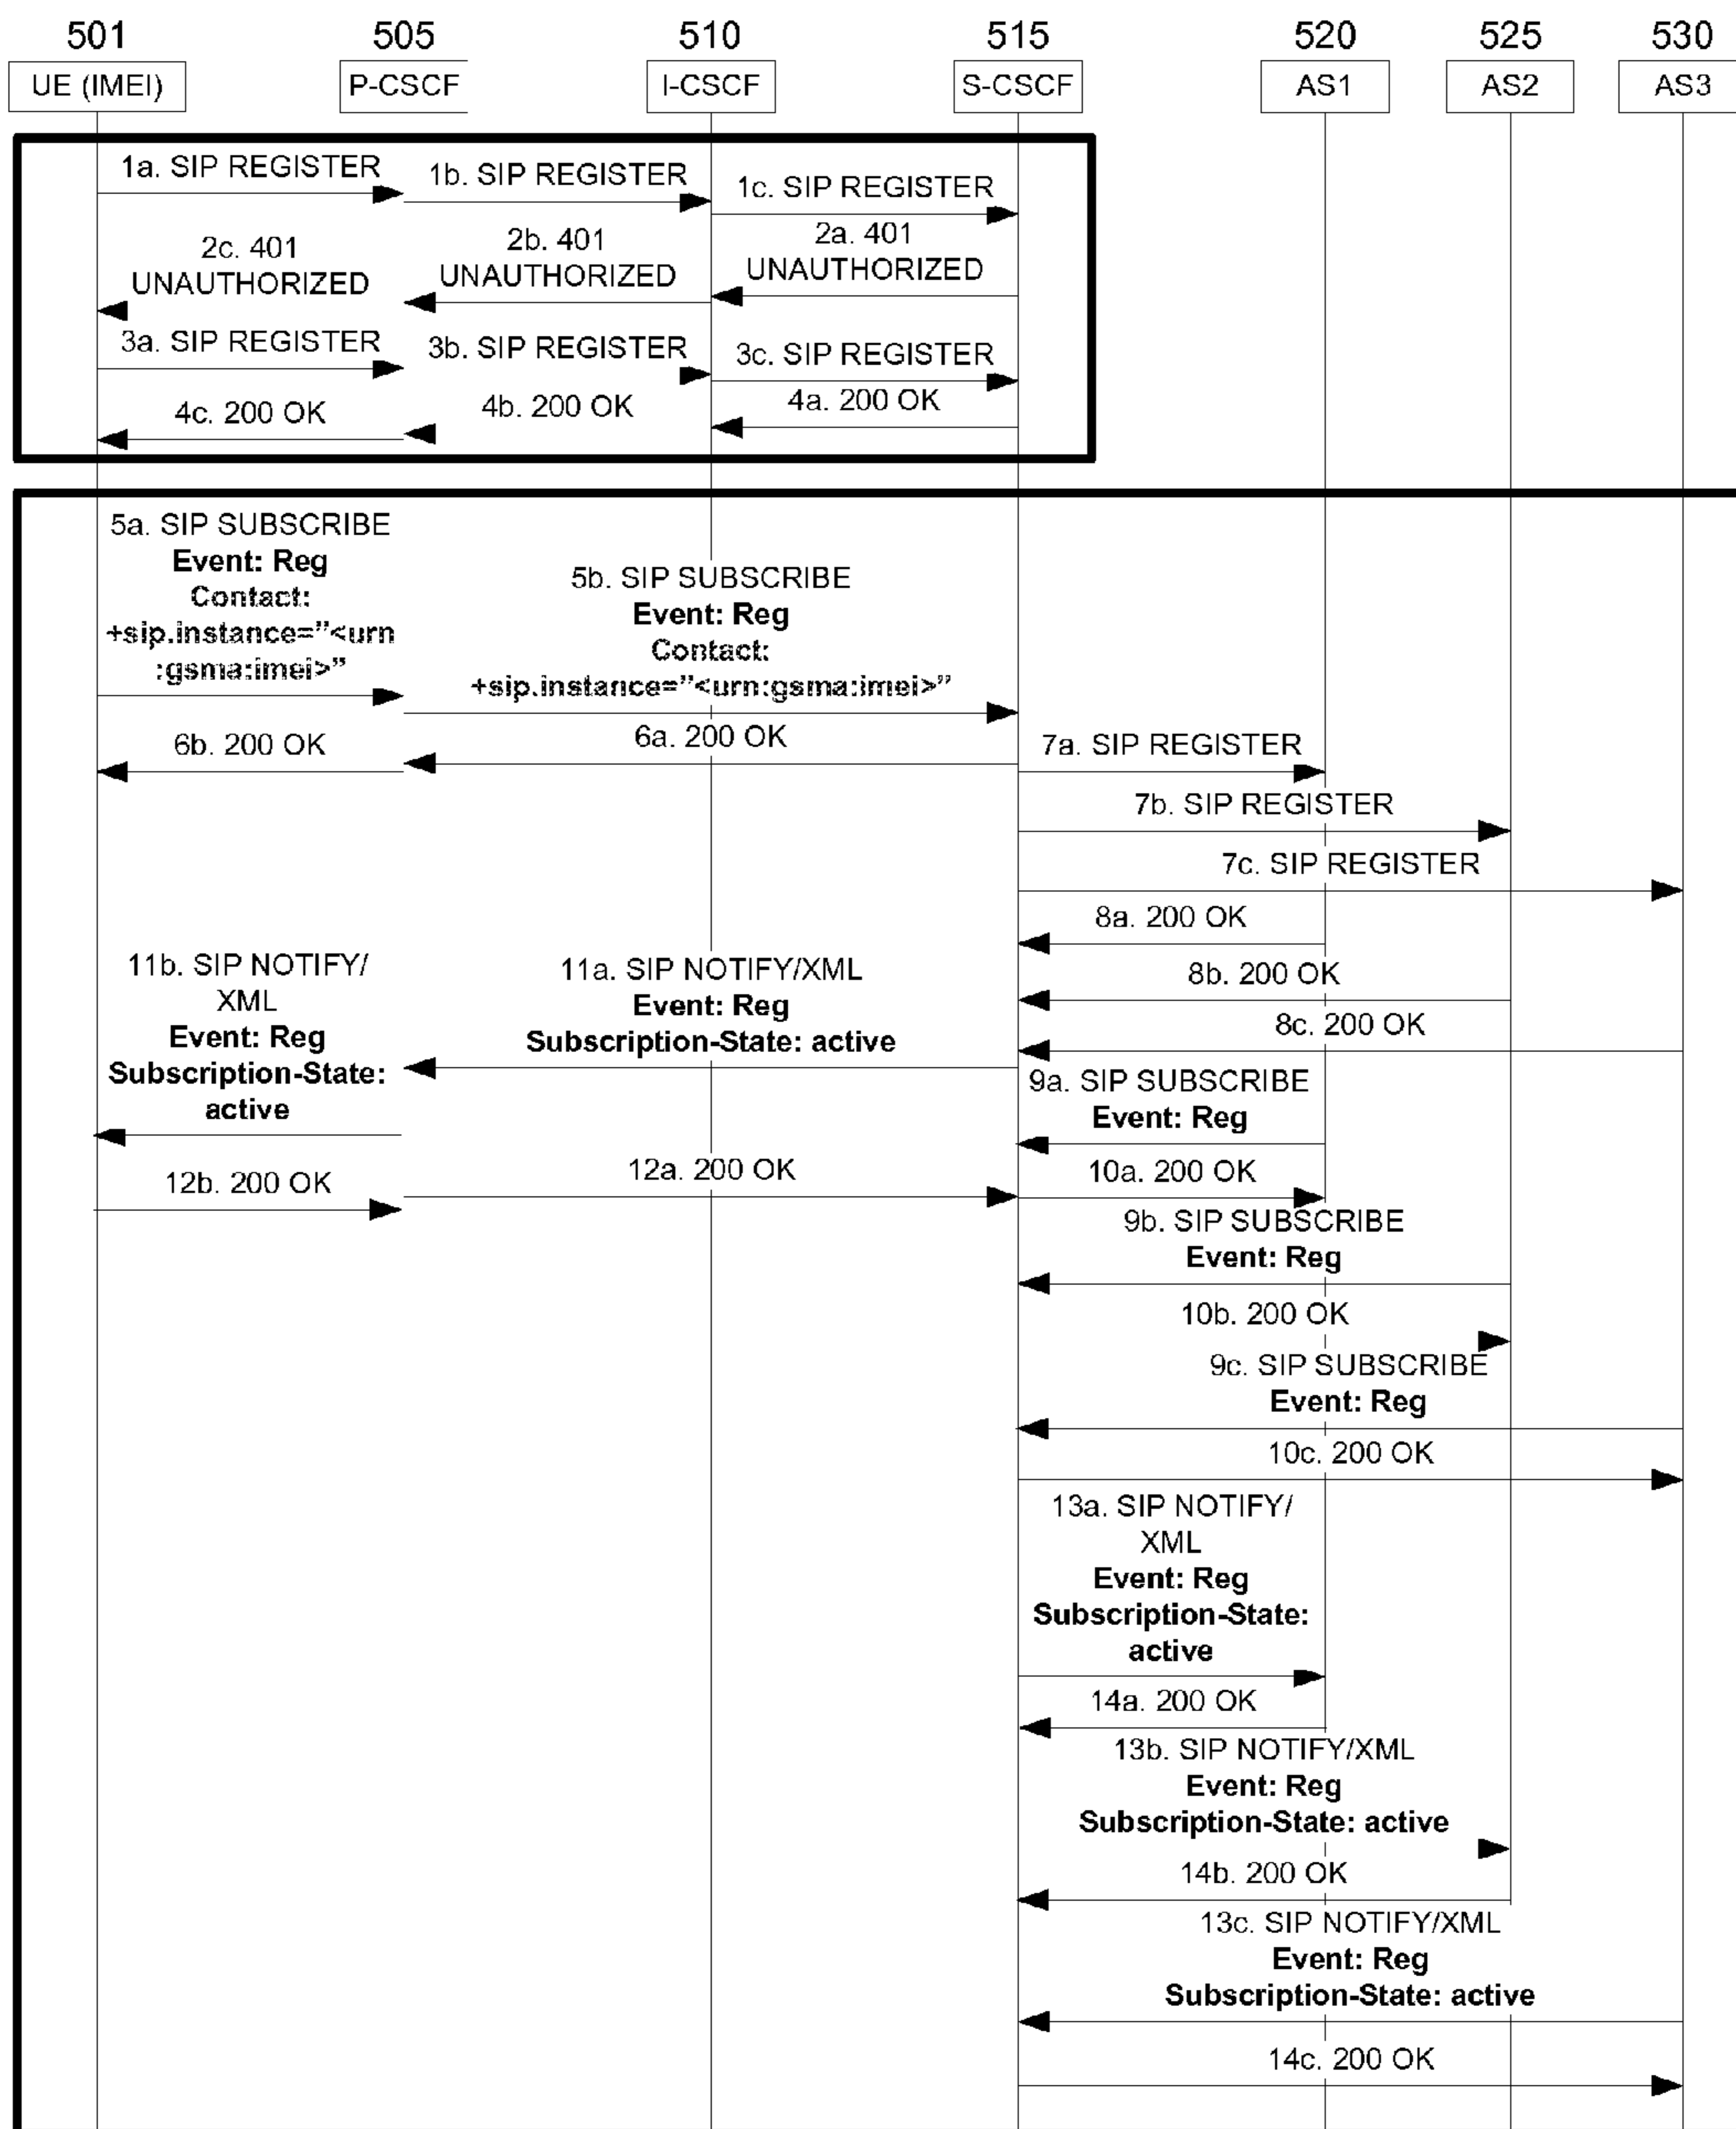 501 505 510 515 520 525 530
UE (IMEI) P-CSCF I-CSCF S-CSCF AS1 AS2 AS3
1a. SIP REGISTER
1b. SIP REGISTER
1c. SIP REGISTER
2a. 401
UNAUTHORIZED
2b. 401
UNAUTHORIZED
2c. 401
UNAUTHORIZED
3a. SIP REGISTER
3b. SIP REGISTER
3c. SIP REGISTER
4a. 200 OK
4b. 200 OK
4c. 200 OK
5a. SIP SUBSCRIBE
Event: Reg
Contact:
+sip.instance="<urn
:gsma:imei>"
5b. SIP SUBSCRIBE
Event: Reg
Contact:
+sip.instance="<urn:gsma:imei>"
6a. 200 OK
6b. 200 OK
7a. SIP REGISTER
7b. SIP REGISTER
7c. SIP REGISTER
8a. 200 OK
8b. 200 OK
8c. 200 OK
11b. SIP NOTIFY/
XML
Event: Reg
Subscription-State:
active
11a. SIP NOTIFY/XML
Event: Reg
Subscription-State: active
9a. SIP SUBSCRIBE
Event: Reg
12b. 200 OK
12a. 200 OK
10a. 200 OK
9b. SIP SUBSCRIBE
Event: Reg
10b. 200 OK
9c. SIP SUBSCRIBE
Event: Reg
10c. 200 OK
13a. SIP NOTIFY/
XML
Event: Reg
Subscription-State:
active
14a. 200 OK
13b. SIP NOTIFY/XML
Event: Reg
Subscription-State: active
14b. 200 OK
13c. SIP NOTIFY/XML
Event: Reg
Subscription-State: active
14c. 200 OK